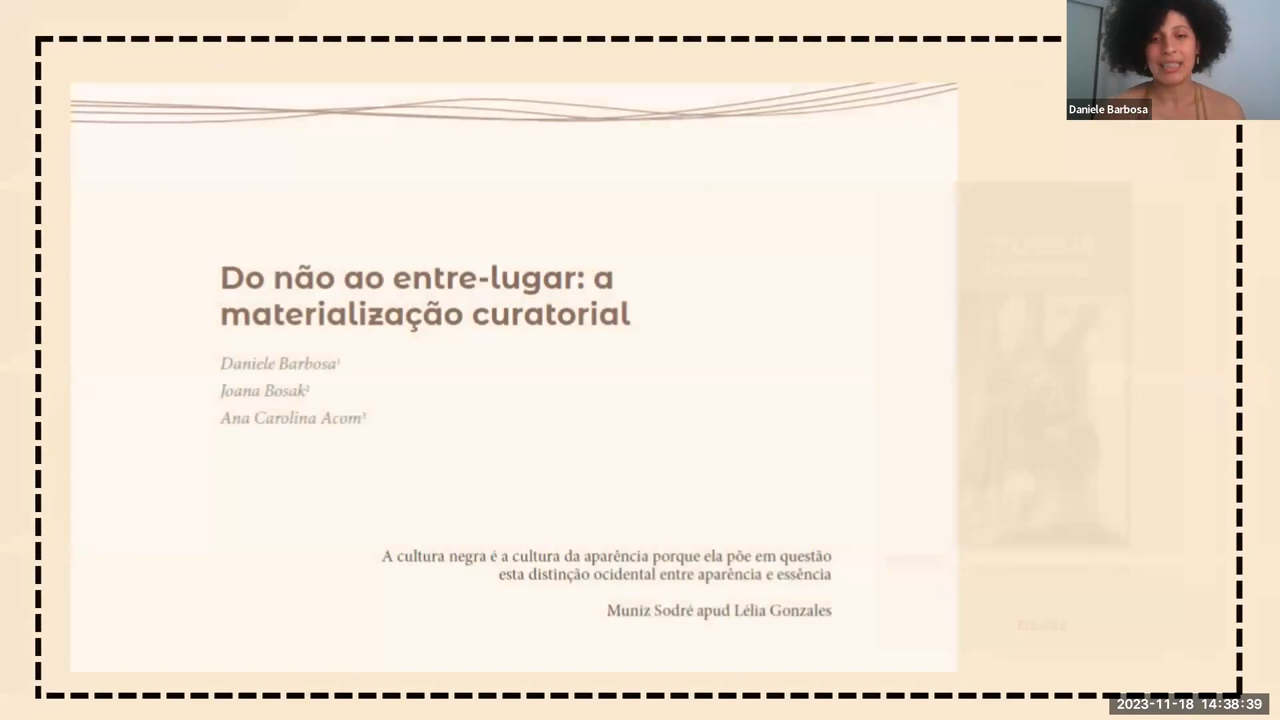 Daniele Barbosa
Do não ao entre-lugar: a
materialização curatorial
Daniele Barbosa¹
Joana Bosak²
Ana Carolina Acom³
A cultura negra é a cultura da aparência porque ela põe em questão
esta distinção ocidental entre aparência e essência
Muniz Sodré apud Lélia Gonzales
2023-11-18 14:38:39